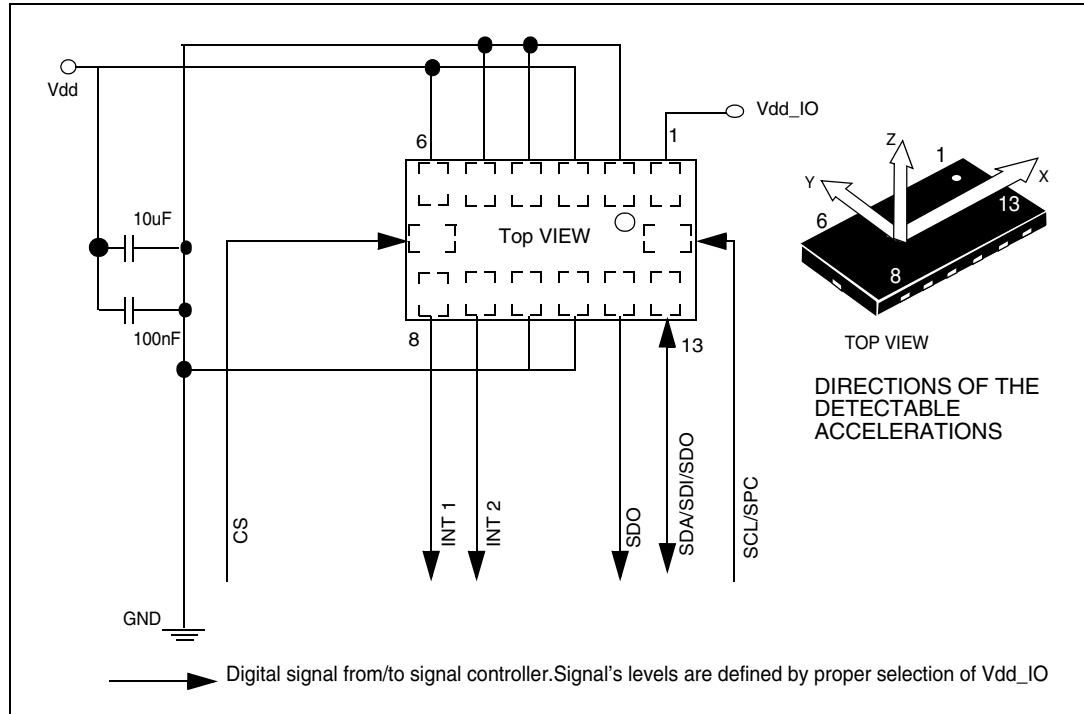 Vdd
Vdd_IO
6
1
10uF
100nF
Top VIEW
8
13
CS
INT 1
INT 2
SDO
SDA/SDI/SDO
SCL/SPC
GND
Z
Y
X
1
6
13
8
TOP VIEW
DIRECTIONS OF THE
DETECTABLE
ACCELERATIONS
Digital signal from/to signal controller.Signal's levels are defined by proper selection of Vdd_IO